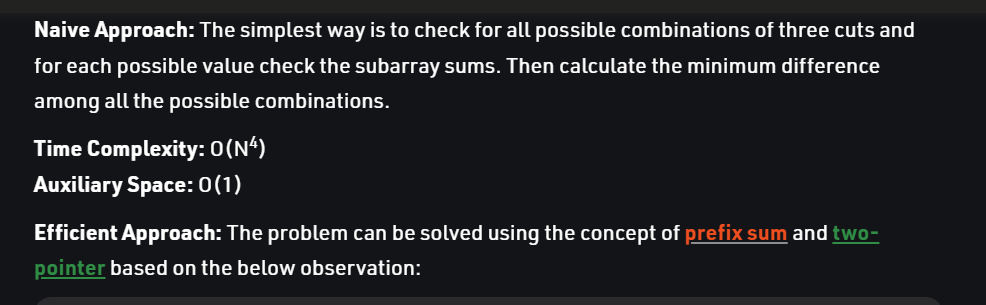 Naive Approach: The simplest way is to check for all possible combinations of three cuts and
for each possible value check the subarray sums. Then calculate the minimum difference
among all the possible combinations.
Time Complexity: O(N⁴)
Auxiliary Space: O(1)
Efficient Approach: The problem can be solved using the concept of prefix sum and two-
pointer based on the below observation: